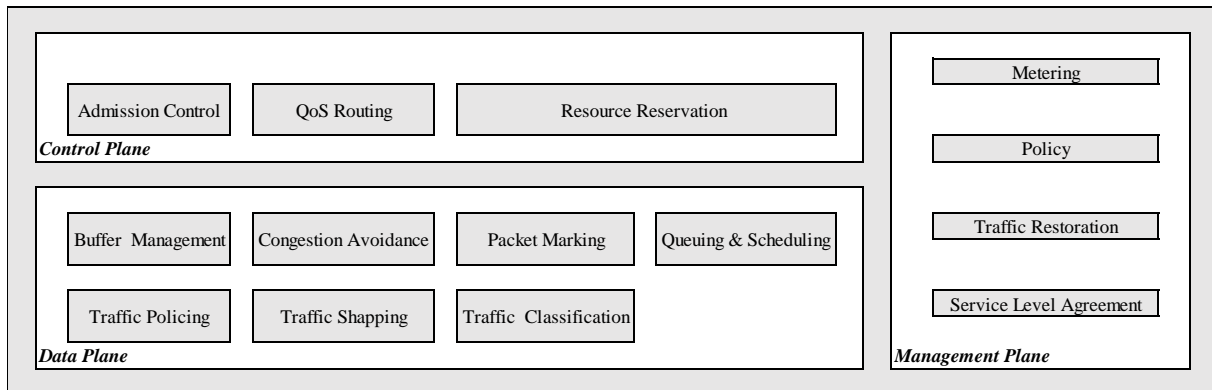 Admission Control
QoS Routing
Resource Reservation
Control Plane
Buffer Management
Congestion Avoidance
Packet Marking
Queuing & Scheduling
Traffic Policing
Traffic Shapping
Traffic Classification
Data Plane
Metering
Policy
Traffic Restoration
Service Level Agreement
Management Plane